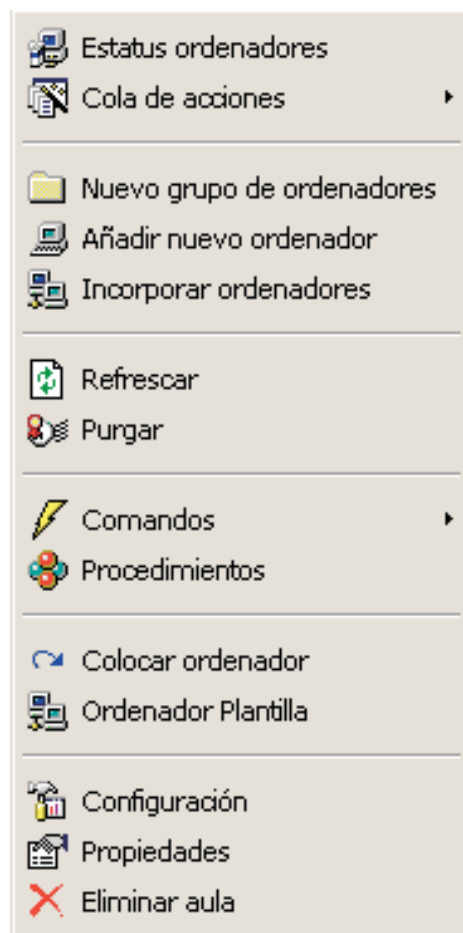 Estatus ordenadores
Cola de acciones
Nuevo grupo de ordenadores
Añadir nuevo ordenador
Incorporar ordenadores
Refrescar
Purgar
Comandos
Procedimientos
Colocar ordenador
Ordenador Plantilla
Configuración
Propiedades
Eliminar aula